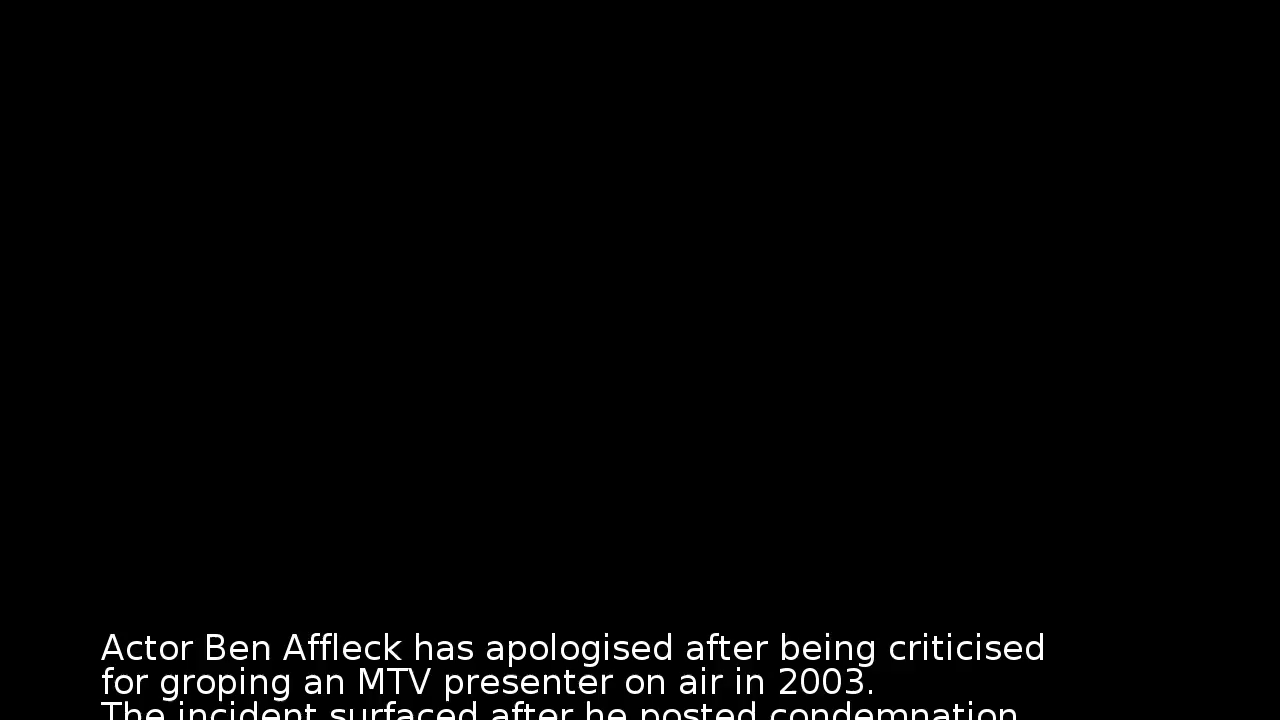 Actor Ben Affleck has apologised after being criticised
for groping an MTV presenter on air in 2003.
The incident surfaced after he posted condemnation